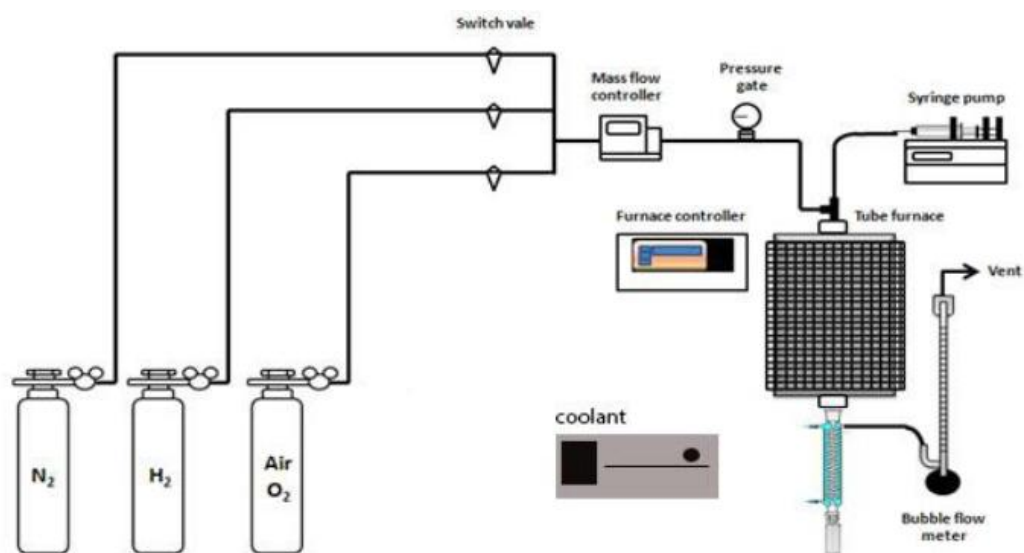 Switch vale
Mass flow
controller
Pressure
gate
Syringe pump
Furnace controller
Tube furnace
Vent
coolant
N2
H2
Air
O2
Bubble flow
meter